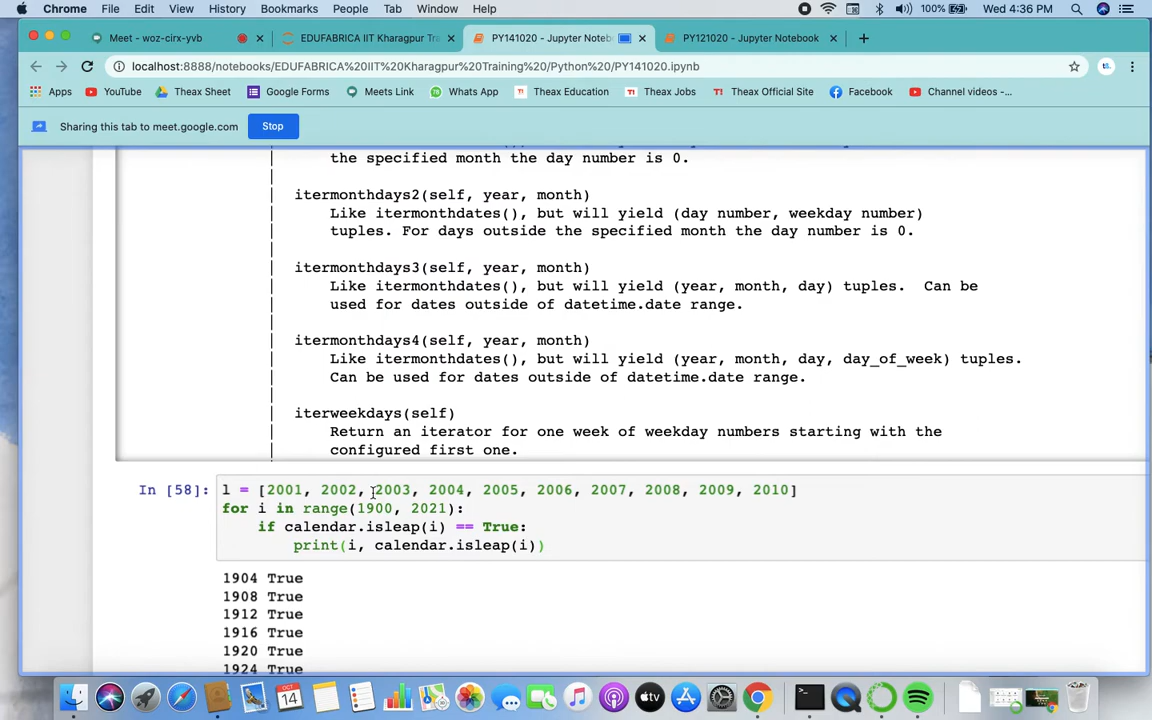 Chrome File Edit View History Bookmarks People Tab Window Help 100% Wed 4:36 PM
Meet - woz-cirx-yvb EDUFABRICA IIT Kharagpur Tra PY141020 - Jupyter Noteb PY121020 - Jupyter Notebook
localhost:8888/notebooks/EDUFABRICA%20IIT%20Kharagpur%20Training%20/Python%20/PY141020.ipynb
Apps YouTube Theax Sheet Google Forms Meets Link Whats App Theax Education Theax Jobs Theax Official Site Facebook Channel videos -...
Sharing this tab to meet.google.com Stop
the specified month the day number is 0.
itermonthdays2(self, year, month)
Like itermonthdates(), but will yield (day number, weekday number)
tuples. For days outside the specified month the day number is 0.
itermonthdays3(self, year, month)
Like itermonthdates(), but will yield (year, month, day) tuples. Can be
used for dates outside of datetime.date range.
itermonthdays4(self, year, month)
Like itermonthdates(), but will yield (year, month, day, day_of_week) tuples.
Can be used for dates outside of datetime.date range.
iterweekdays(self)
Return an iterator for one week of weekday numbers starting with the
configured first one.
In [58]: l = [2001, 2002, 2003, 2004, 2005, 2006, 2007, 2008, 2009, 2010]
for i in range(1900, 2021):
if calendar.isleap(i) == True:
print(i, calendar.isleap(i))
1904 True
1908 True
1912 True
1916 True
1920 True
1924 True
OCT
14
tv